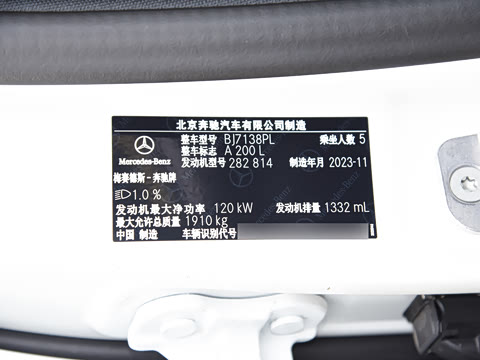 北京奔驰汽车有限公司制造
整车型号 BJ7138PL 乘坐人数 5
整车标志 A 200 L
Mercedes-Benz 发动机型号 282 814 制造年月 2023-11
梅赛德斯-奔驰牌
1.0 %
发动机最大净功率 120 kW 发动机排量 1332 mL
最大允许总质量 1910 kg
中国 制造 车辆识别代号